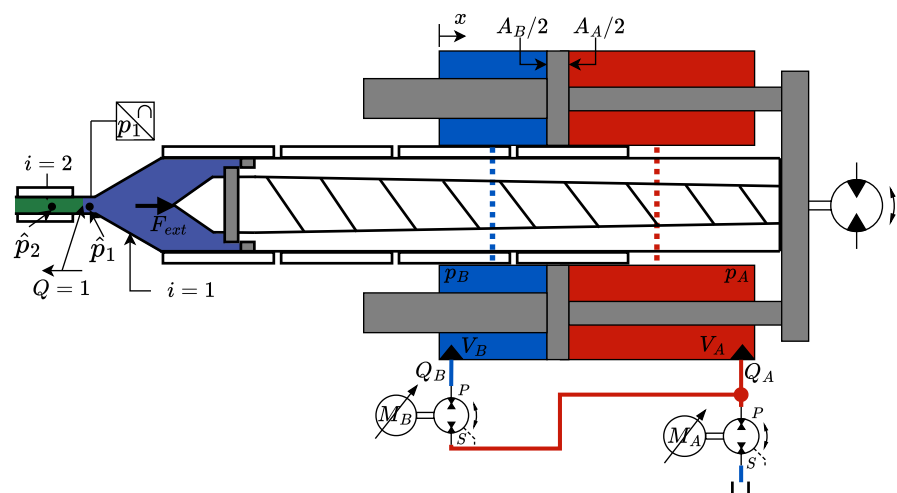 x
A_B/2 A_A/2
p_1
i = 2
F_ext
p̂_2 p̂_1
Q = 1 i = 1
p_B p_A
V_B V_A
Q_B Q_A
P
M_B
S
P
M_A
S